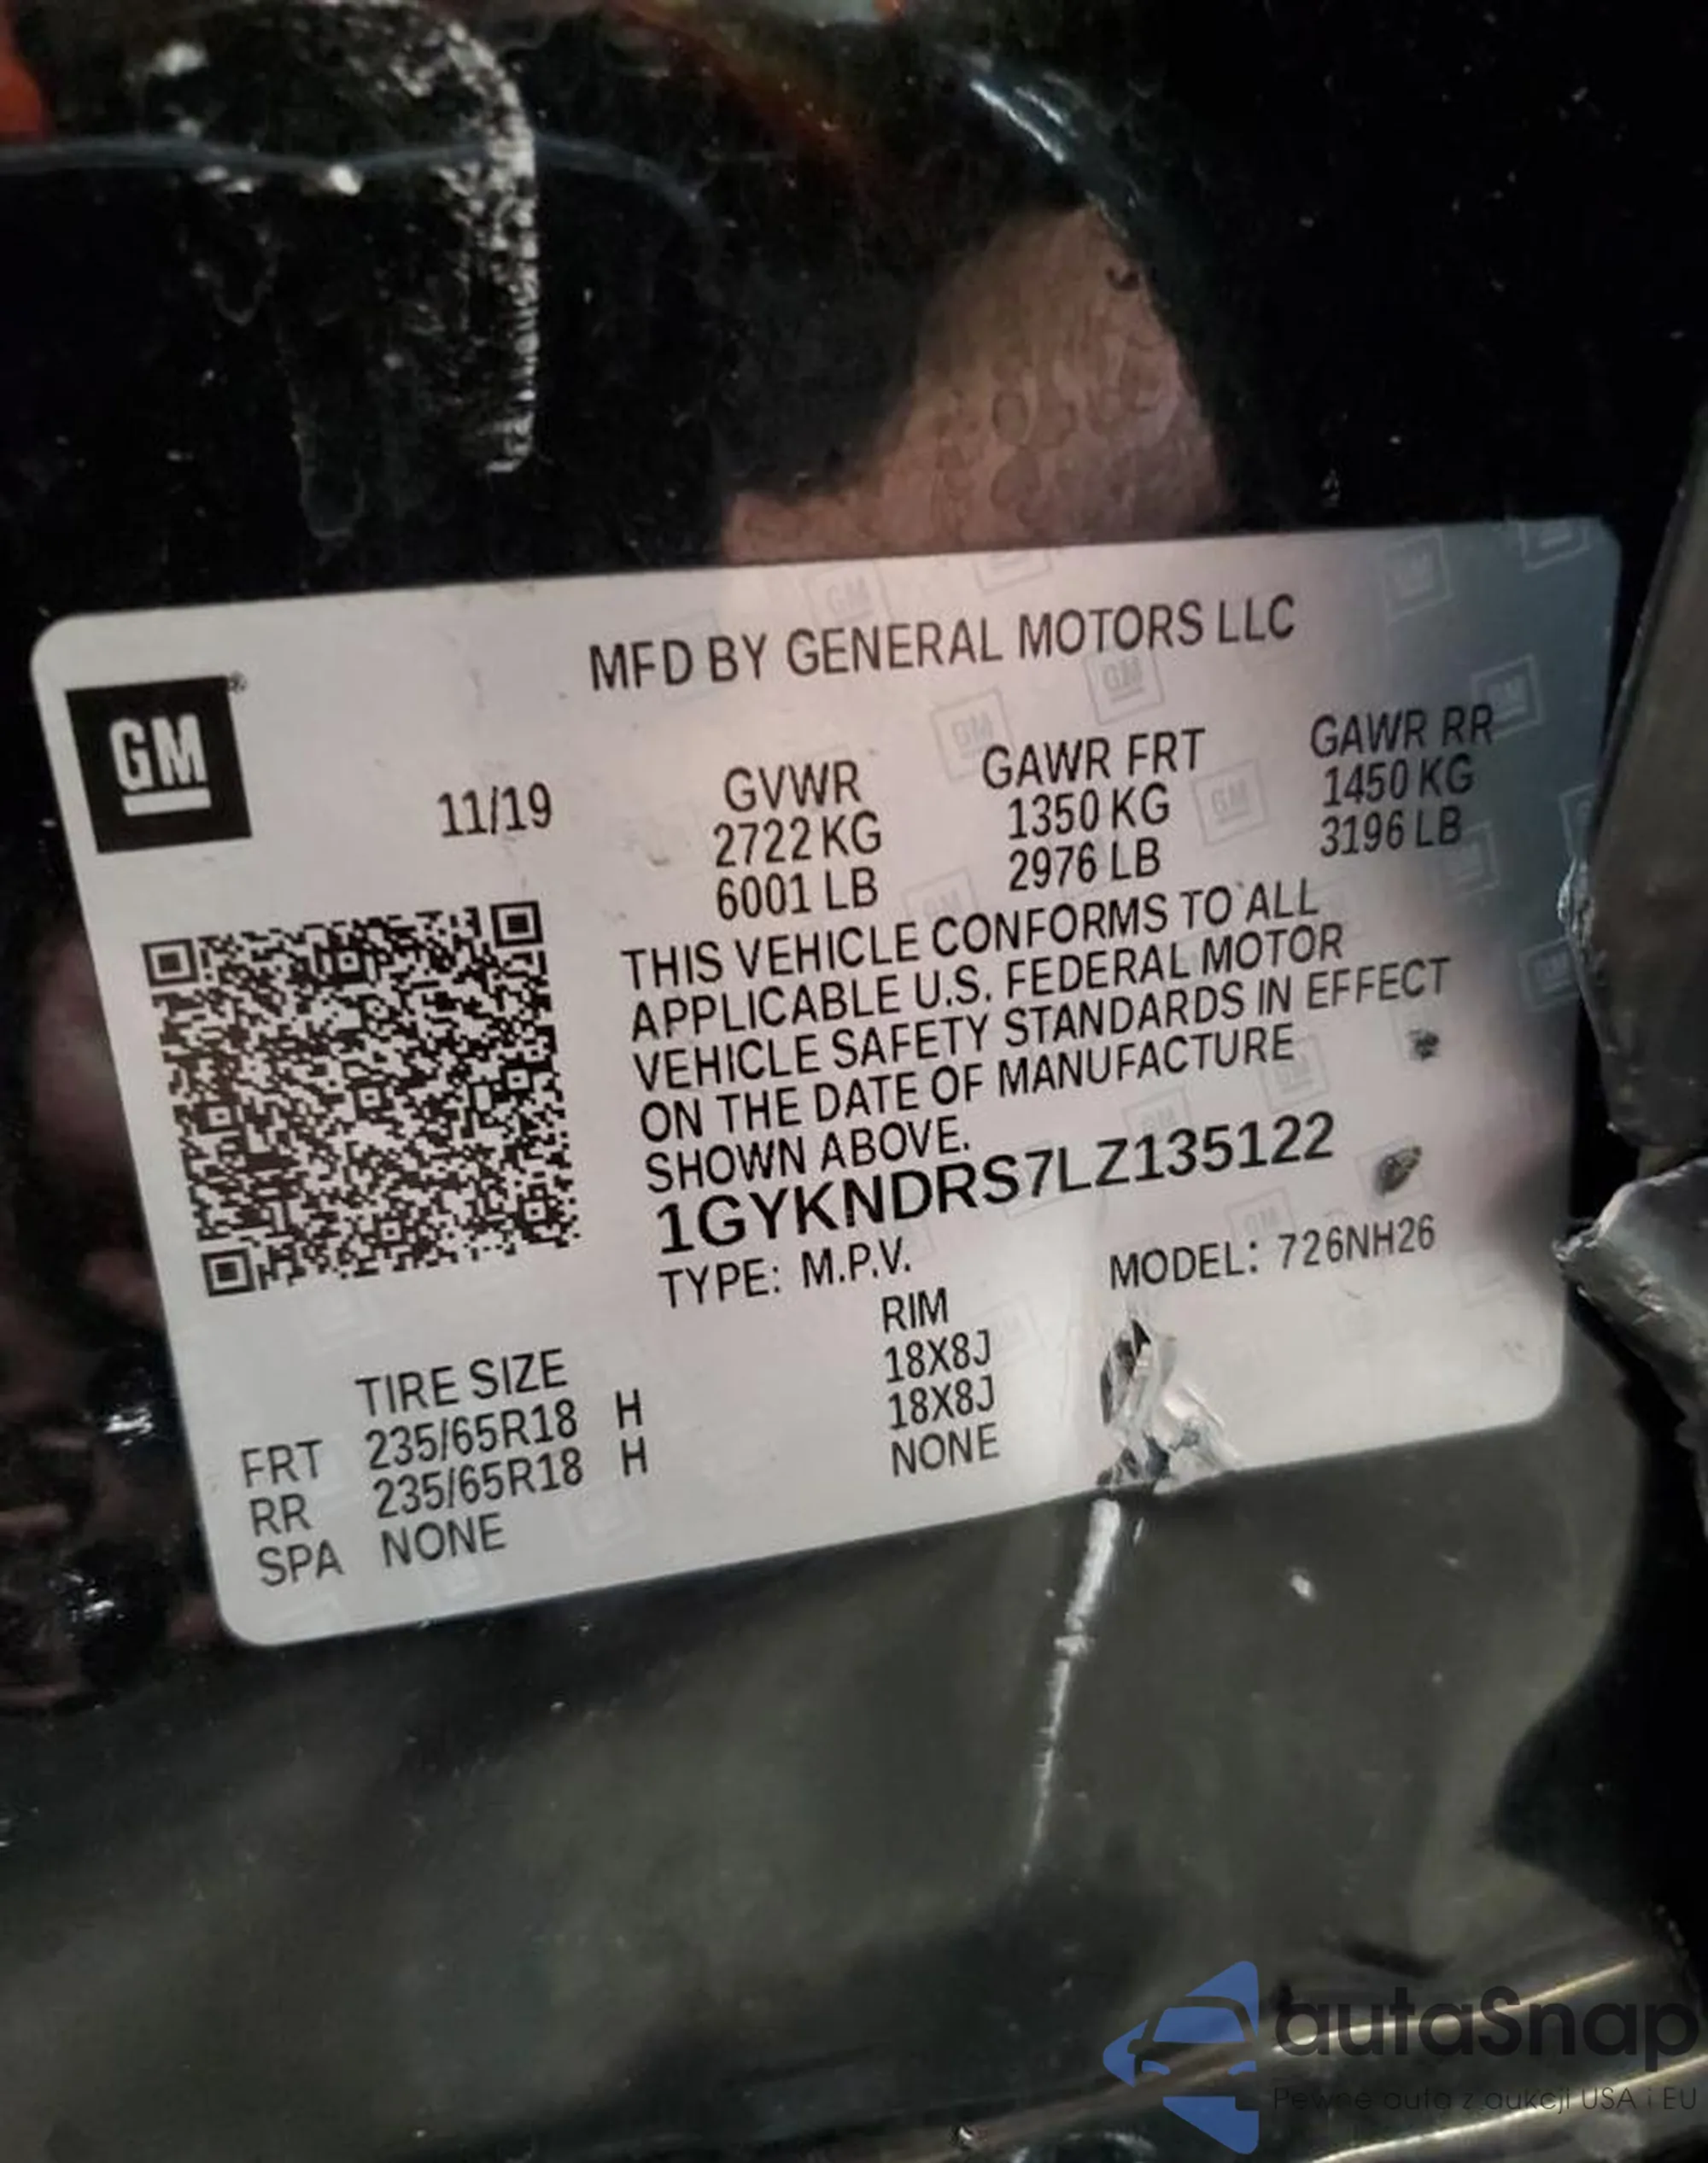 MFD BY GENERAL MOTORS LLC
GM
11/19
GVWR
2722 KG
6001 LB
GAWR FRT
1350 KG
2976 LB
GAWR RR
1450 KG
3196 LB
THIS VEHICLE CONFORMS TO ALL
APPLICABLE U.S. FEDERAL MOTOR
VEHICLE SAFETY STANDARDS IN EFFECT
ON THE DATE OF MANUFACTURE
SHOWN ABOVE.
1GYKNDRS7LZ135122
TYPE: M.P.V. MODEL: 726NH26
TIRE SIZE RIM
FRT 235/65R18 H 18X8J
RR 235/65R18 H 18X8J
SPA NONE NONE
autaSnap
Pewne auta z aukcji USA i EU